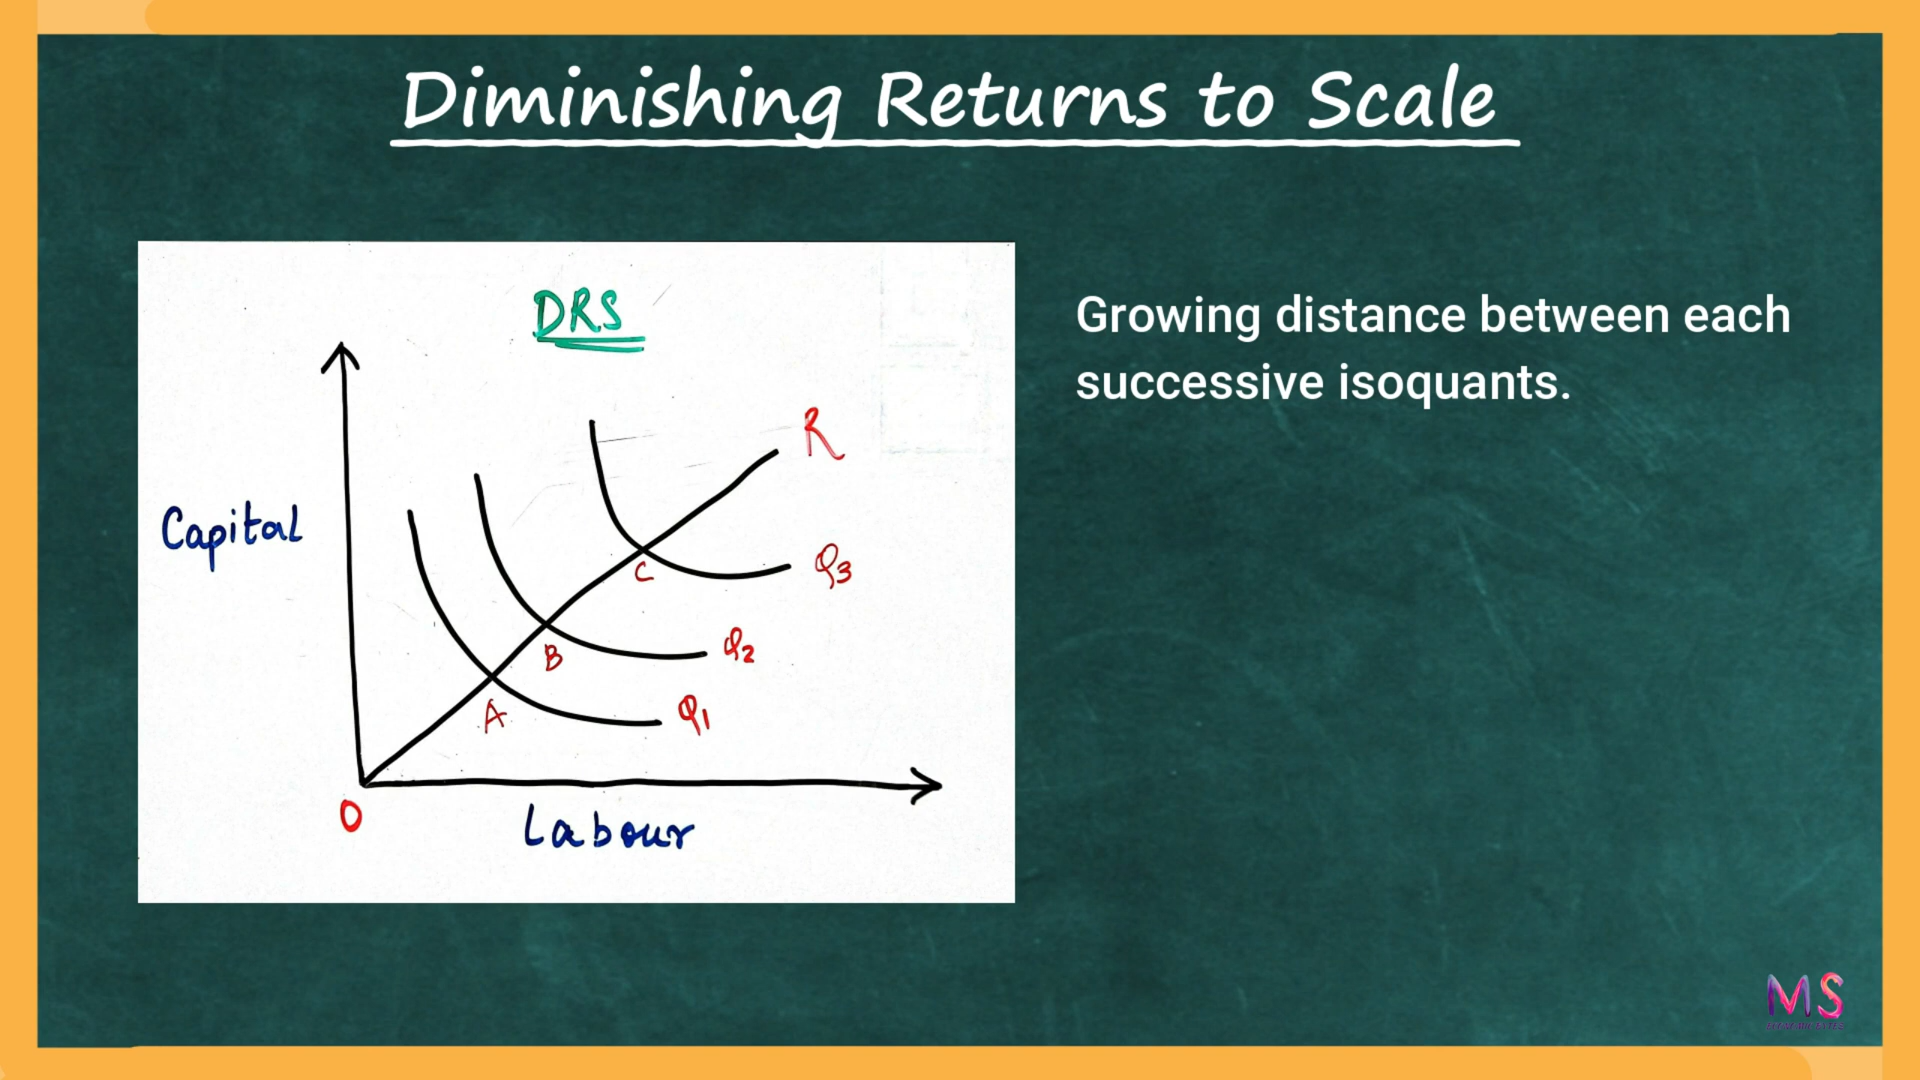 Diminishing Returns to Scale
DRS
Growing distance between each
successive isoquants.
R
Capital
C
Q3
B
Q2
A
Q1
O
Labour
MS